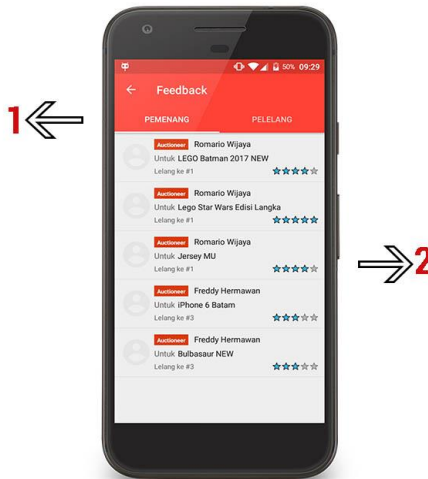 50% 09:29
Feedback
PEMENANG PELELANG
Auctioneer Romario Wijaya
Untuk LEGO Batman 2017 NEW
Lelang ke #1
Auctioneer Romario Wijaya
Untuk Lego Star Wars Edisi Langka
Lelang ke #1
Auctioneer Romario Wijaya
Untuk Jersey MU
Lelang ke #1
Auctioneer Freddy Hermawan
Untuk iPhone 6 Batam
Lelang ke #3
Auctioneer Freddy Hermawan
Untuk Bulbasaur NEW
Lelang ke #3
1
2